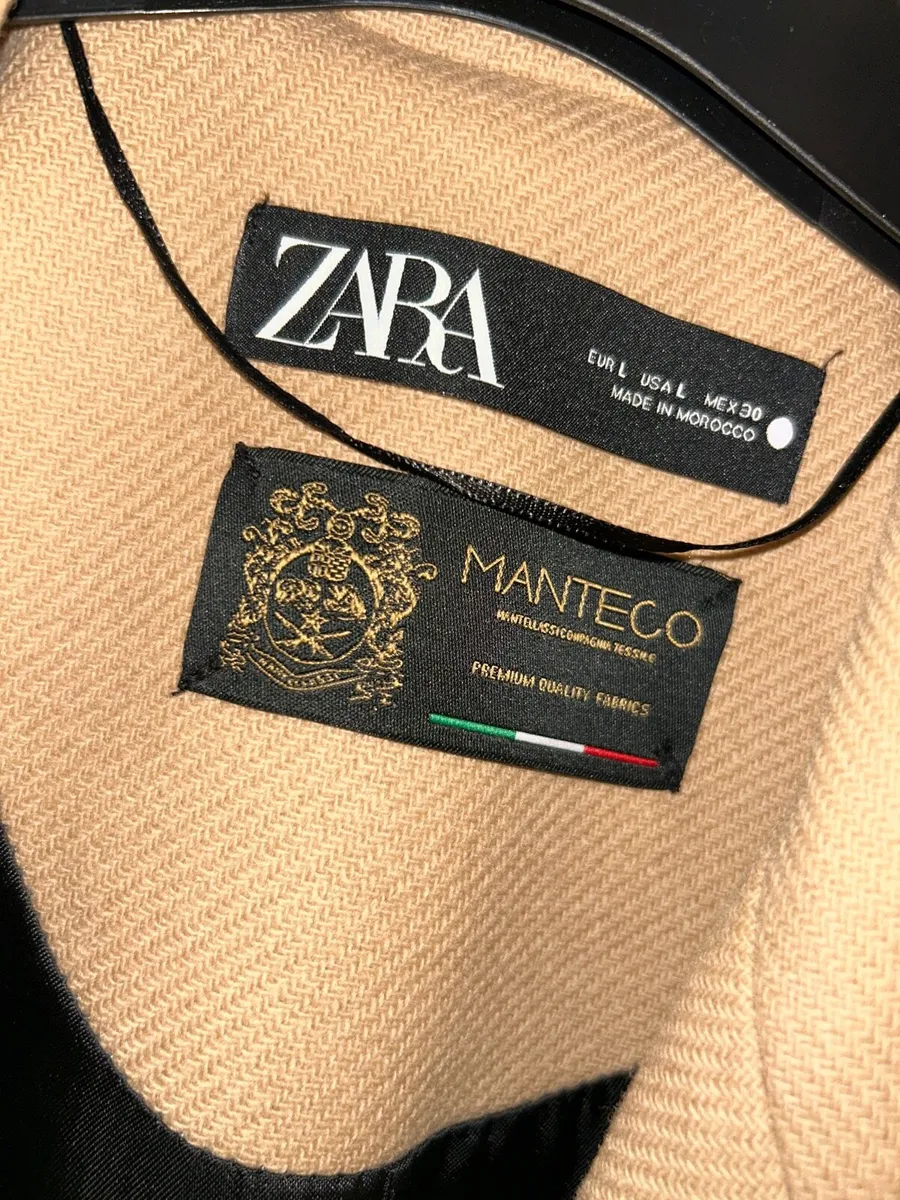 ZARA
EUR L USA L MEX 30
MADE IN MOROCCO
MANTECO
PREMIUM QUALITY FABRICS